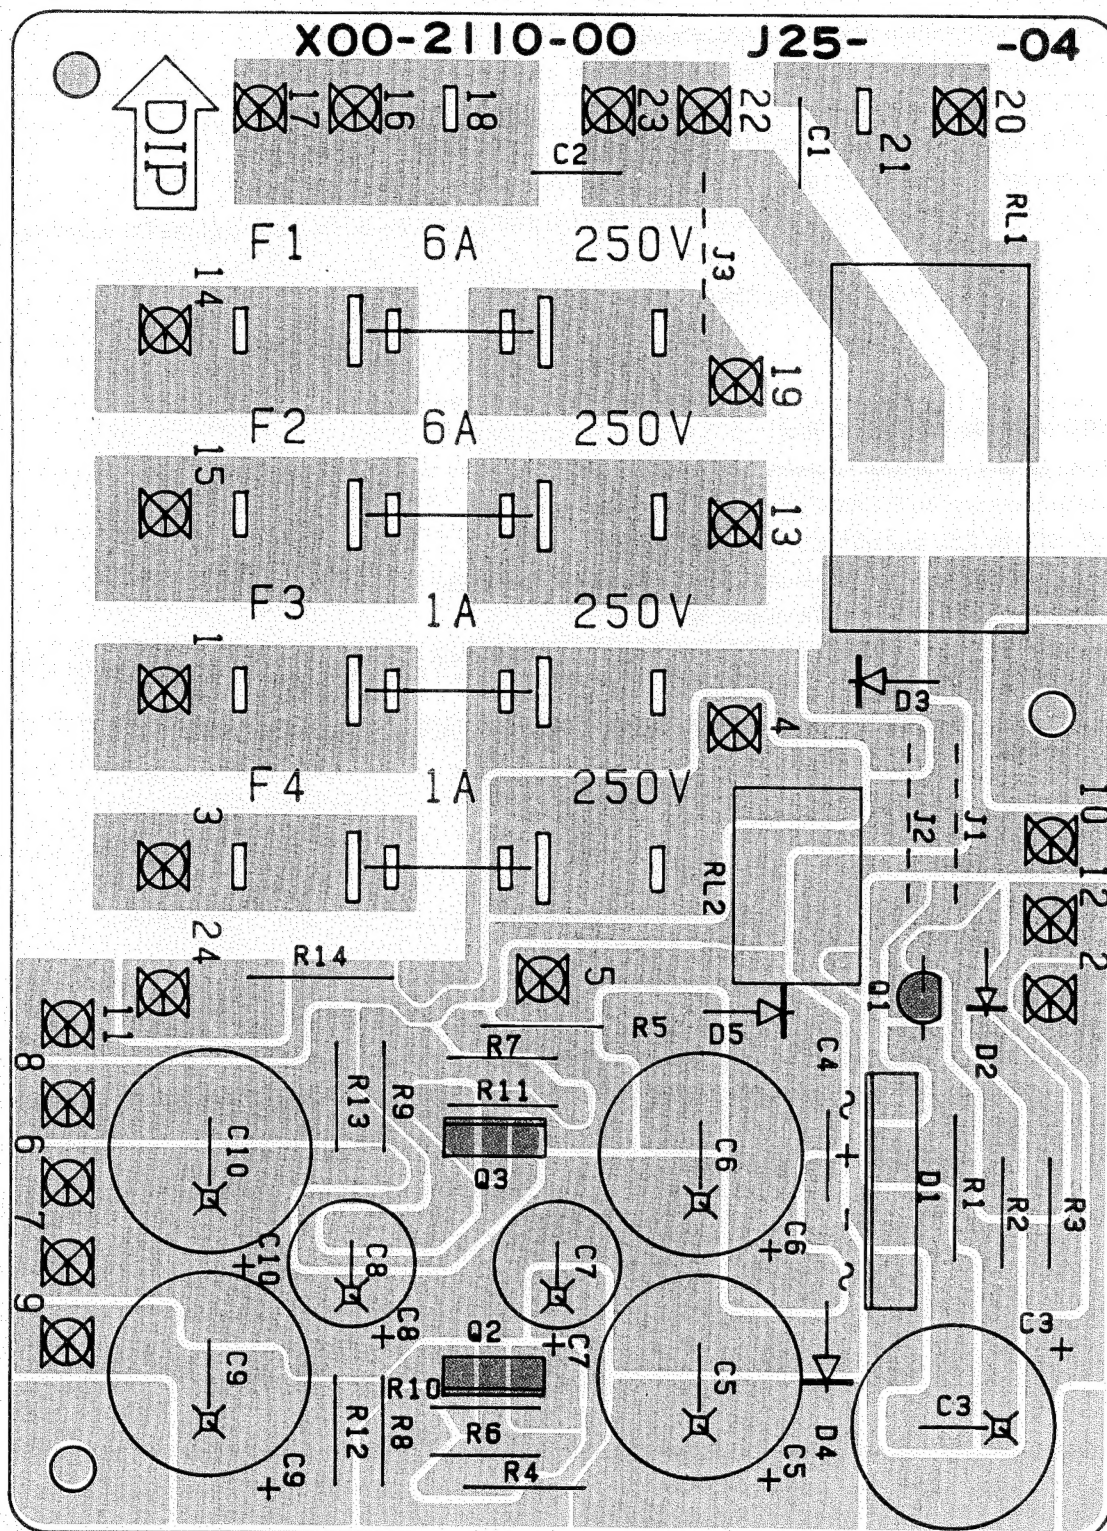 X00-2110-00 J25- -04
DIP
17 16 18 23 22 C1 21 20
C2
RL1
F1 6A 250V
J3
14
19
F2 6A 250V
15
13
F3 1A 250V
1
D3
4
F4 1A 250V
3
J2 J1
10
RL2
12
24
R14
5
Q1
2
11
R5
D5
D2
8
R7
C4
R13 R9
R11
~
C10
C6
+
6
Q3
D1 R1 R2 R3
7
C10 +
C8
C7
C6 +
-
~
9
C8 +
Q2
C7 +
C3 +
C9
R10
C5
C3
R12 R8
R6
D4
C9 +
R4
C5 +